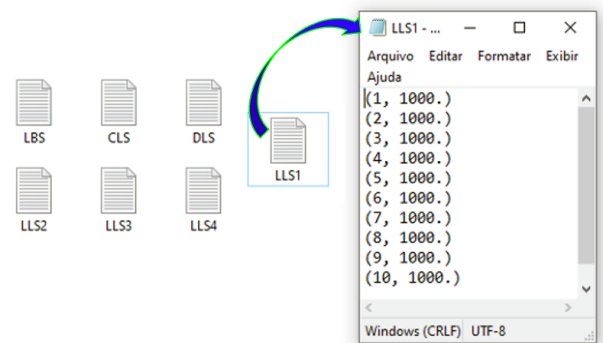 LBS
CLS
DLS
LLS1
LLS2
LLS3
LLS4
LLS1 - ...
Arquivo Editar Formatar Exibir
Ajuda
(1, 1000.)
(2, 1000.)
(3, 1000.)
(4, 1000.)
(5, 1000.)
(6, 1000.)
(7, 1000.)
(8, 1000.)
(9, 1000.)
(10, 1000.)
Windows (CRLF) UTF-8